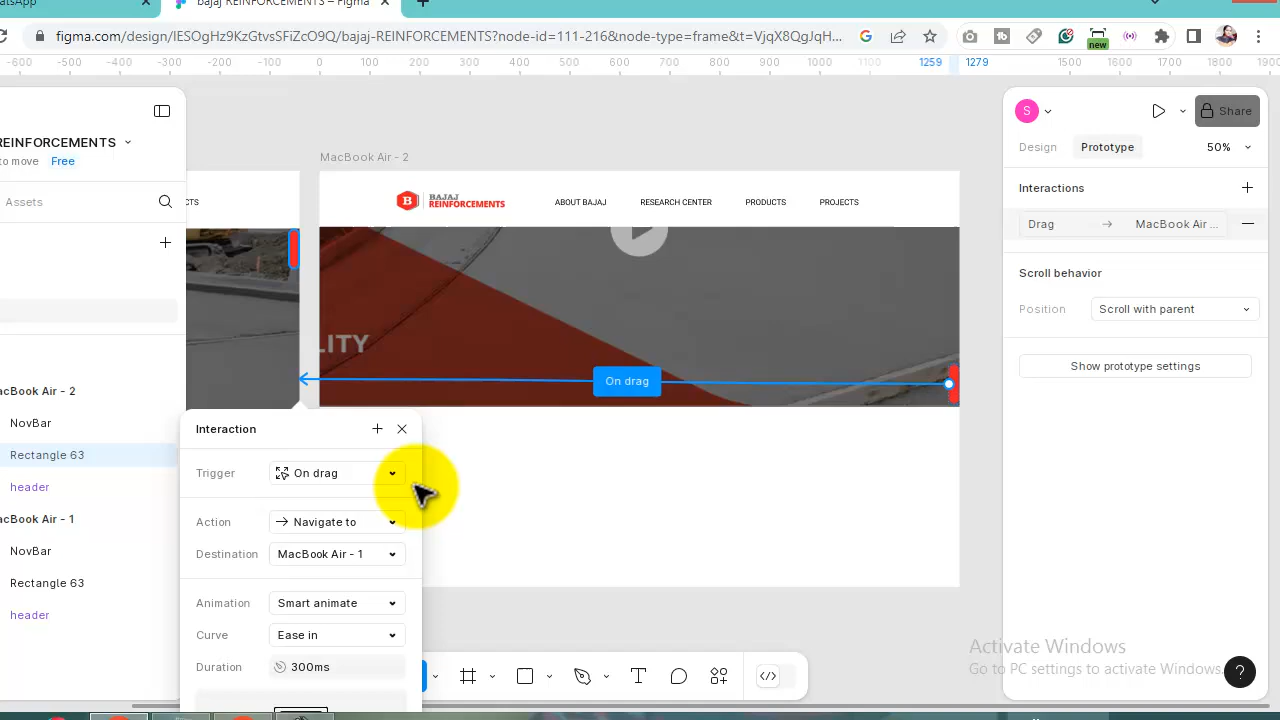 atsApp
bajaj REINFORCEMENTS – Figma
figma.com/design/IESOgHz9KzGtvsSFiZcO9Q/bajaj-REINFORCEMENTS?node-id=111-216&node-type=frame&t=VjqX8QgJqH...
new
-600 -500 -400 -300 -200 -100 0 100 200 300 400 500 600 700 800 900 1000 1100 1259 1279 1500 1600 1700 1800 1900
REINFORCEMENTS
to move Free
Assets
acBook Air - 2
NovBar
Rectangle 63
header
acBook Air - 1
NovBar
Rectangle 63
header
CTS
MacBook Air - 2
B BAJAJ
REINFORCEMENTS
ABOUT BAJAJ RESEARCH CENTER PRODUCTS PROJECTS
LITY
On drag
Interaction
Trigger On drag
Action Navigate to
Destination MacBook Air - 1
Animation Smart animate
Curve Ease in
Duration 300ms
S Share
Design Prototype 50%
Interactions
Drag → MacBook Air ...
Scroll behavior
Position Scroll with parent
Show prototype settings
Activate Windows
Go to PC settings to activate Windows.
?